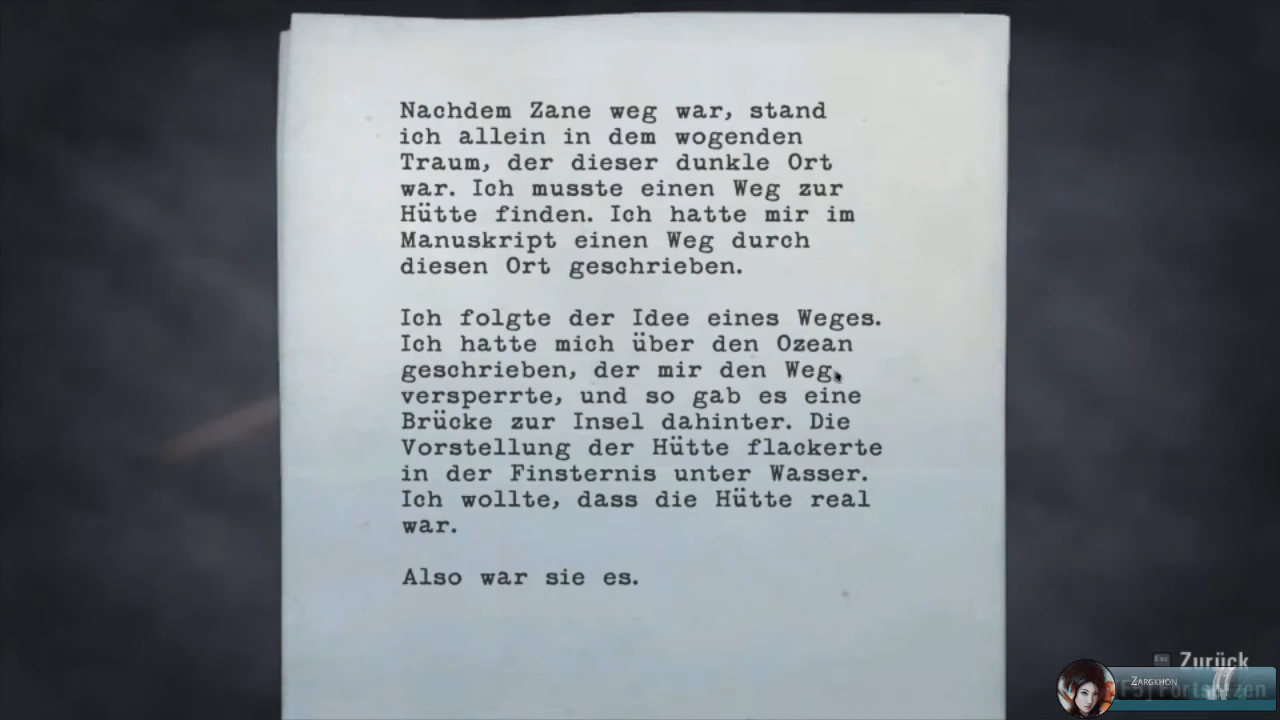 Nachdem Zane weg war, stand
ich allein in dem wogenden
Traum, der dieser dunkle Ort
war. Ich musste einen Weg zur
Hütte finden. Ich hatte mir im
Manuskript einen Weg durch
diesen Ort geschrieben.
Ich folgte der Idee eines Weges.
Ich hatte mich über den Ozean
geschrieben, der mir den Weg
versperrte, und so gab es eine
Brücke zur Insel dahinter. Die
Vorstellung der Hütte flackerte
in der Finsternis unter Wasser.
Ich wollte, dass die Hütte real
war.
Also war sie es.
Esc Zurück
Zargkhon